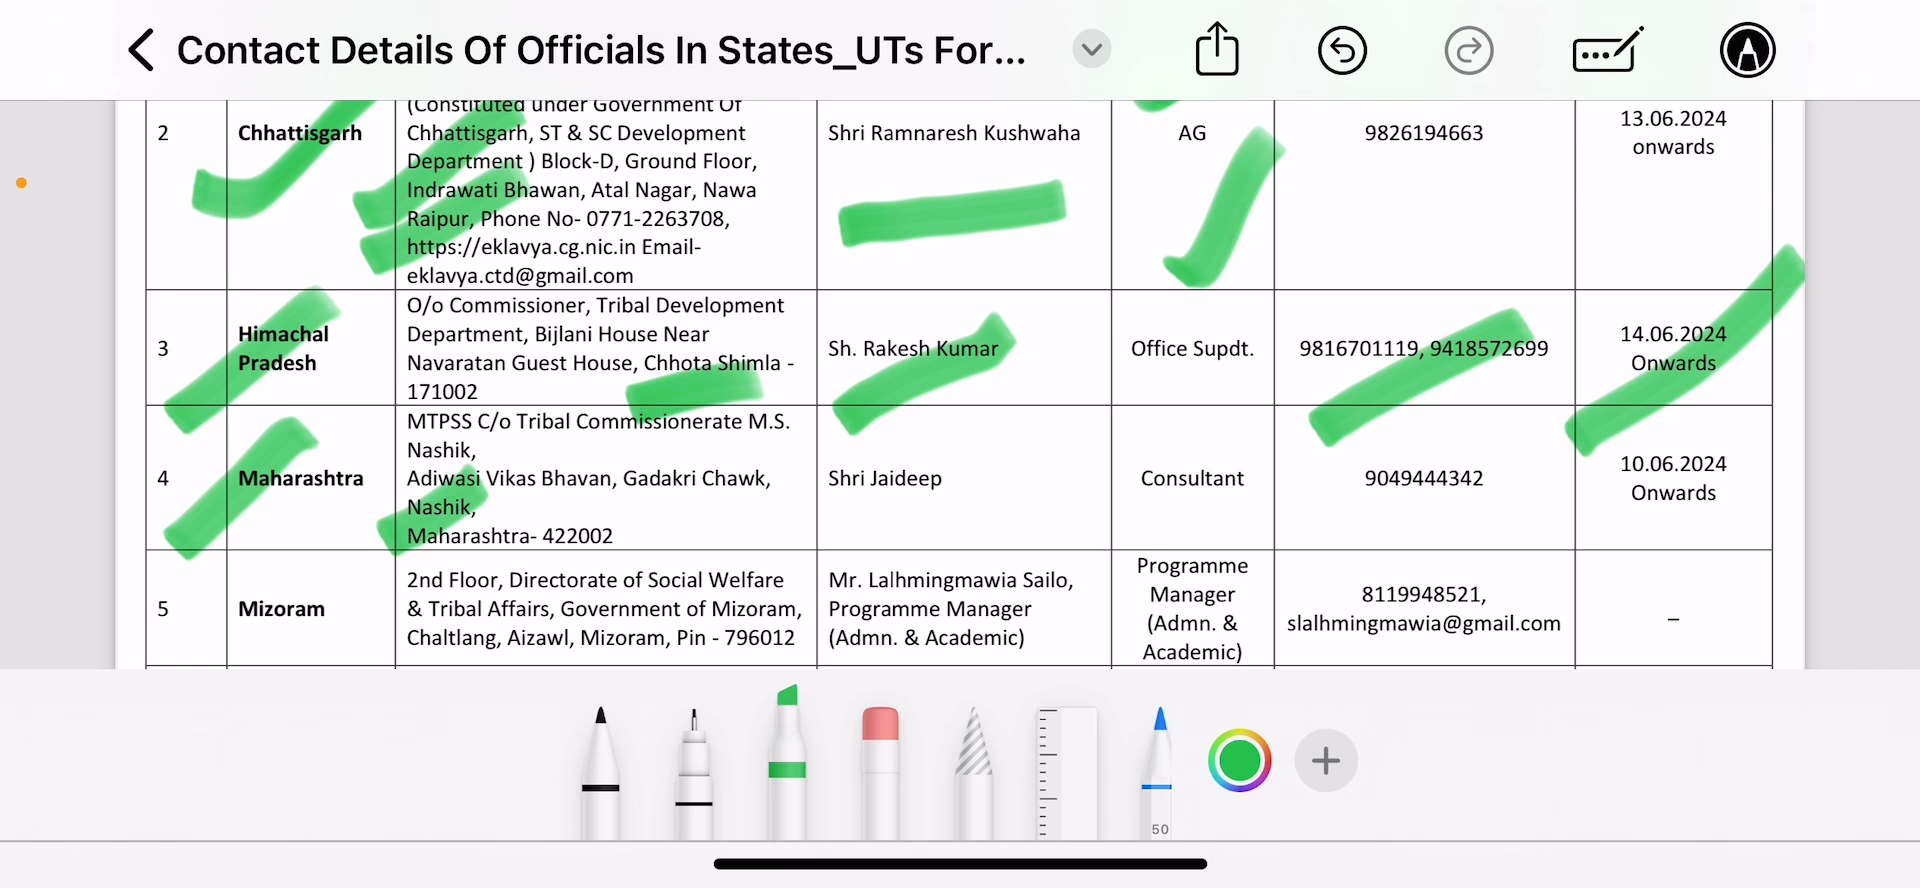 Contact Details Of Officials In States_UTs For...
2
Chhattisgarh
(Constituted under Government Of
Chhattisgarh, ST & SC Development
Department ) Block-D, Ground Floor,
Indrawati Bhawan, Atal Nagar, Nawa
Raipur, Phone No- 0771-2263708,
https://eklavya.cg.nic.in Email-
eklavya.ctd@gmail.com
Shri Ramnaresh Kushwaha
AG
9826194663
13.06.2024
onwards
3
Himachal
Pradesh
O/o Commissioner, Tribal Development
Department, Bijlani House Near
Navaratan Guest House, Chhota Shimla -
171002
Sh. Rakesh Kumar
Office Supdt.
9816701119, 9418572699
14.06.2024
Onwards
4
Maharashtra
MTPSS C/o Tribal Commissionerate M.S.
Nashik,
Adiwasi Vikas Bhavan, Gadakri Chawk,
Nashik,
Maharashtra- 422002
Shri Jaideep
Consultant
9049444342
10.06.2024
Onwards
5
Mizoram
2nd Floor, Directorate of Social Welfare
& Tribal Affairs, Government of Mizoram,
Chaltlang, Aizawl, Mizoram, Pin - 796012
Mr. Lalhmingmawia Sailo,
Programme Manager
(Admn. & Academic)
Programme
Manager
(Admn. &
Academic)
8119948521,
slalhmingmawia@gmail.com
–
50